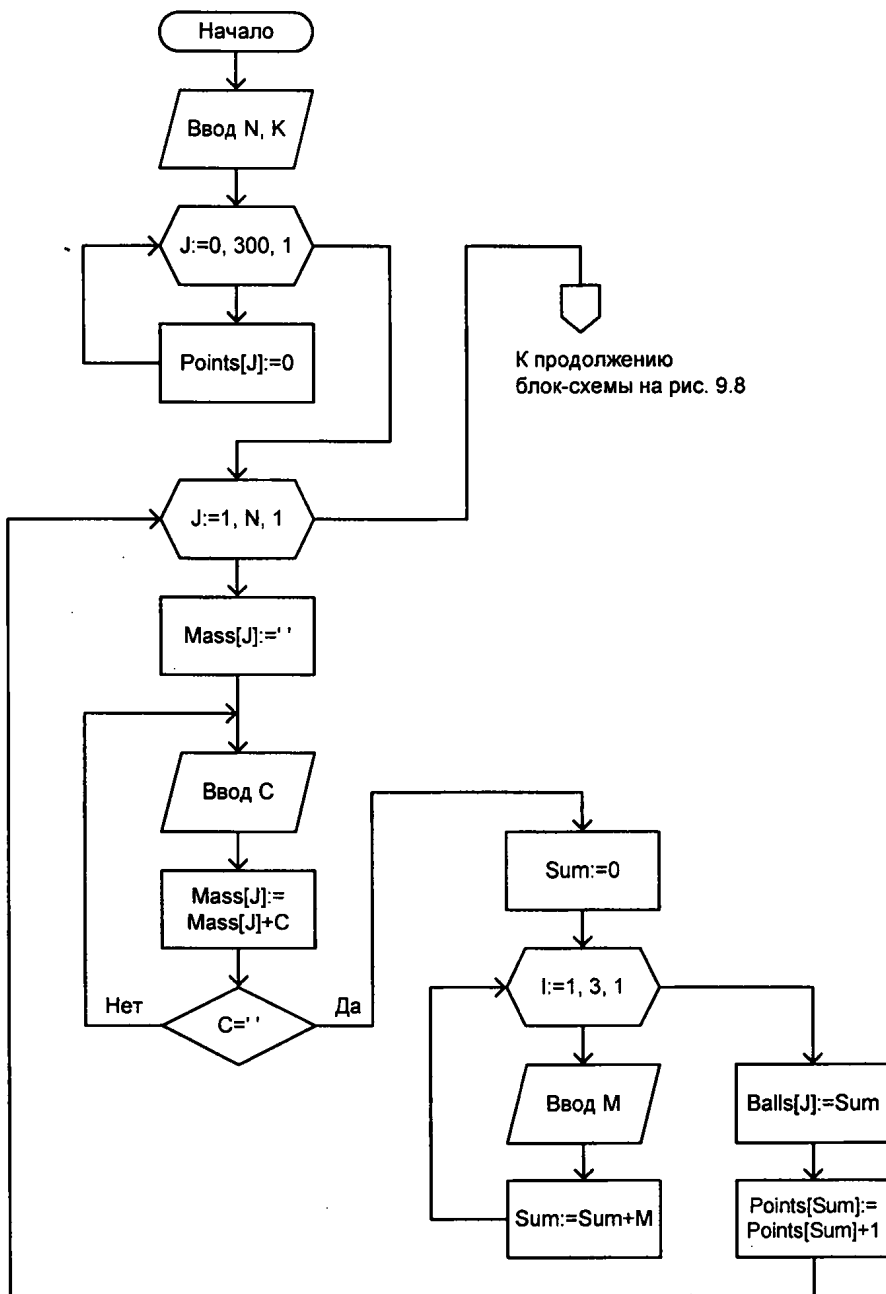 Начало
Ввод N, K
J:=0, 300, 1
Points[J]:=0
К продолжению
блок-схемы на рис. 9.8
J:=1, N, 1
Mass[J]:=' '
Ввод C
Mass[J]:=
Mass[J]+C
Нет
C=' '
Да
Sum:=0
I:=1, 3, 1
Ввод M
Sum:=Sum+M
Balls[J]:=Sum
Points[Sum]:=
Points[Sum]+1